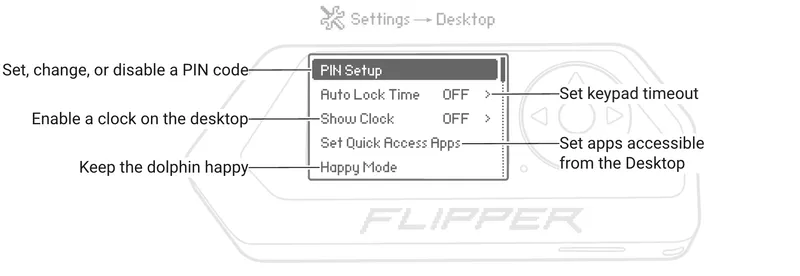 Settings → Desktop
Set, change, or disable a PIN code
PIN Setup
Auto Lock Time OFF >
Set keypad timeout
Enable a clock on the desktop
Show Clock OFF >
Set Quick Access Apps
Set apps accessible
from the Desktop
Keep the dolphin happy
Happy Mode
FLIPPER